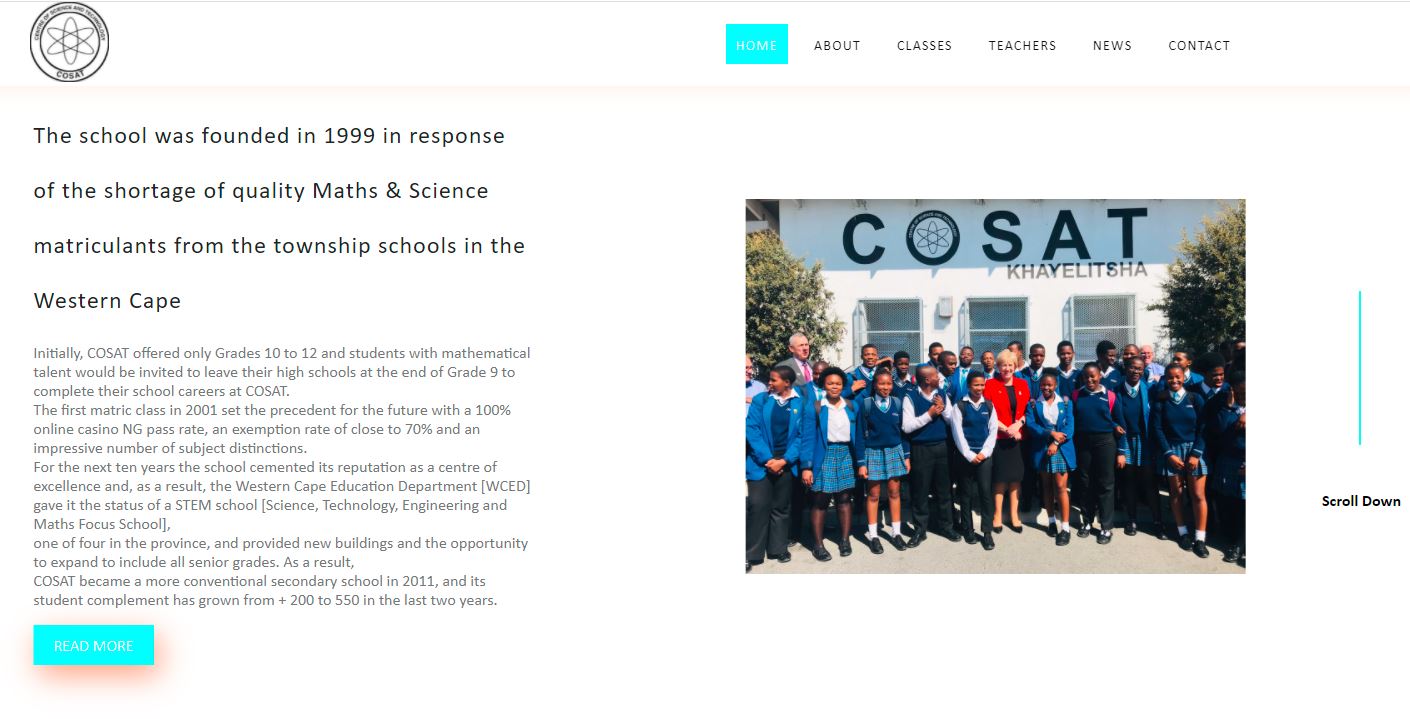 CENTRE OF SCIENCE AND TECHNOLOGY
COSAT
HOME ABOUT CLASSES TEACHERS NEWS CONTACT
The school was founded in 1999 in response
of the shortage of quality Maths & Science
matriculants from the township schools in the
Western Cape
Initially, COSAT offered only Grades 10 to 12 and students with mathematical
talent would be invited to leave their high schools at the end of Grade 9 to
complete their school careers at COSAT.
The first matric class in 2001 set the precedent for the future with a 100%
online casino NG pass rate, an exemption rate of close to 70% and an
impressive number of subject distinctions.
For the next ten years the school cemented its reputation as a centre of
excellence and, as a result, the Western Cape Education Department [WCED]
gave it the status of a STEM school [Science, Technology, Engineering and
Maths Focus School],
one of four in the province, and provided new buildings and the opportunity
to expand to include all senior grades. As a result,
COSAT became a more conventional secondary school in 2011, and its
student complement has grown from + 200 to 550 in the last two years.
READ MORE
COSAT
KHAYELITSHA
Scroll Down